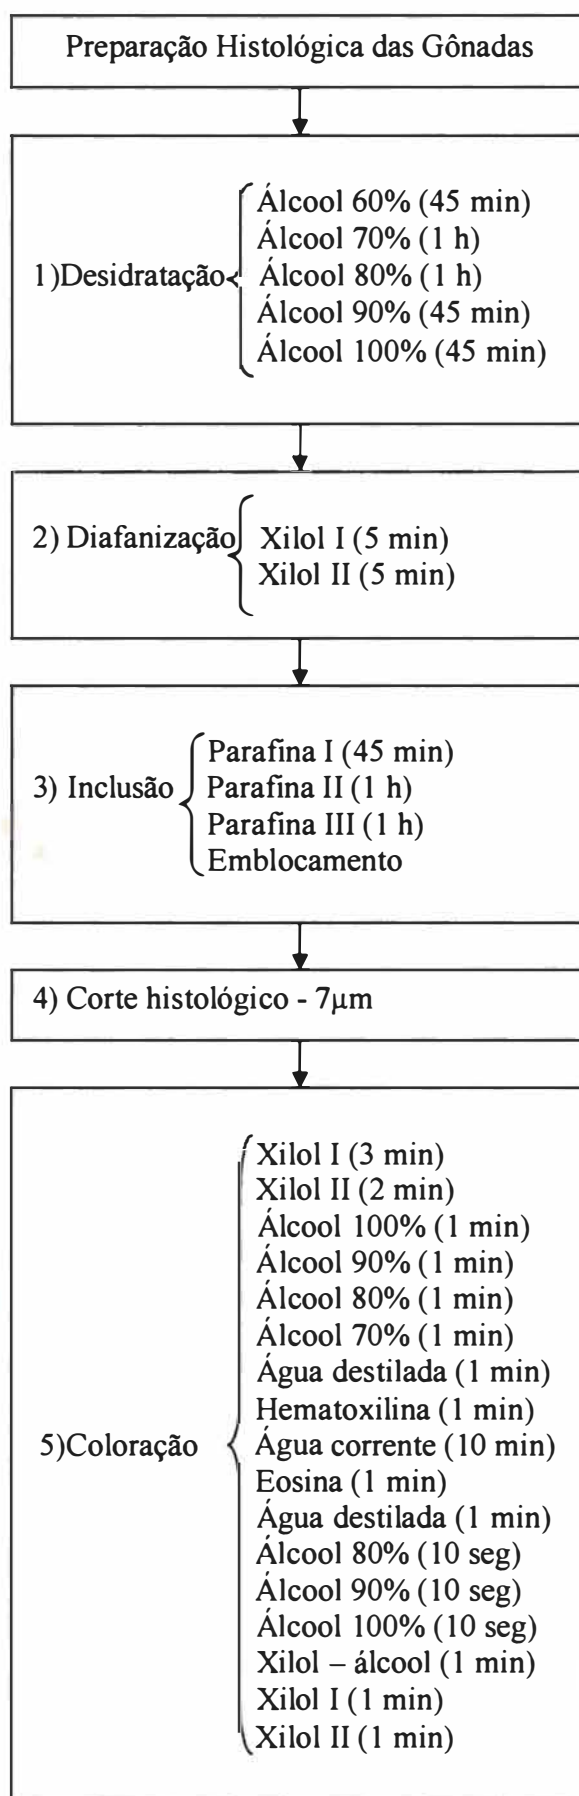 Preparação Histológica das Gônadas
1)Desidratação
Álcool 60% (45 min)
Álcool 70% (1 h)
Álcool 80% (1 h)
Álcool 90% (45 min)
Álcool 100% (45 min)
2) Diafanização
Xilol I (5 min)
Xilol II (5 min)
3) Inclusão
Parafina I (45 min)
Parafina II (1 h)
Parafina III (1 h)
Emblocamento
4) Corte histológico - 7µm
5)Coloração
Xilol I (3 min)
Xilol II (2 min)
Álcool 100% (1 min)
Álcool 90% (1 min)
Álcool 80% (1 min)
Álcool 70% (1 min)
Água destilada (1 min)
Hematoxilina (1 min)
Água corrente (10 min)
Eosina (1 min)
Água destilada (1 min)
Álcool 80% (10 seg)
Álcool 90% (10 seg)
Álcool 100% (10 seg)
Xilol – álcool (1 min)
Xilol I (1 min)
Xilol II (1 min)